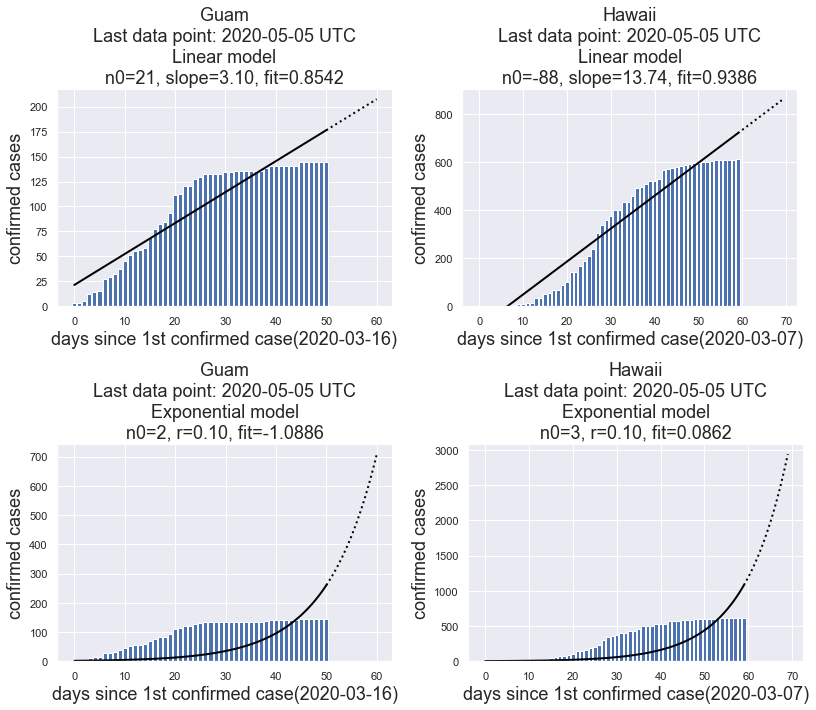 Guam
Last data point: 2020-05-05 UTC
Linear model
n0=21, slope=3.10, fit=0.8542
200
175
150
125
100
75
50
25
0
confirmed cases
0 10 20 30 40 50 60
days since 1st confirmed case(2020-03-16)
Hawaii
Last data point: 2020-05-05 UTC
Linear model
n0=-88, slope=13.74, fit=0.9386
800
600
400
200
0
confirmed cases
0 10 20 30 40 50 60 70
days since 1st confirmed case(2020-03-07)
Guam
Last data point: 2020-05-05 UTC
Exponential model
n0=2, r=0.10, fit=-1.0886
700
600
500
400
300
200
100
0
confirmed cases
0 10 20 30 40 50 60
days since 1st confirmed case(2020-03-16)
Hawaii
Last data point: 2020-05-05 UTC
Exponential model
n0=3, r=0.10, fit=0.0862
3000
2500
2000
1500
1000
500
0
confirmed cases
0 10 20 30 40 50 60 70
days since 1st confirmed case(2020-03-07)